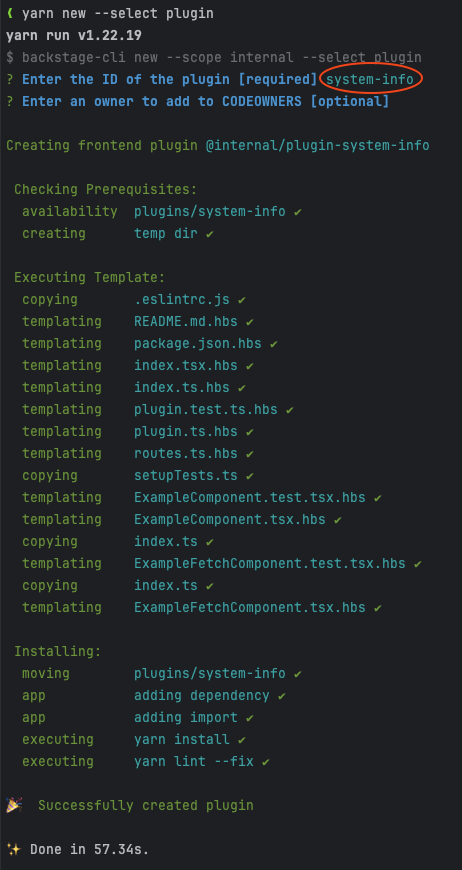 yarn new --select plugin
yarn run v1.22.19
$ backstage-cli new --scope internal --select plugin
? Enter the ID of the plugin [required] system-info
? Enter an owner to add to CODEOWNERS [optional]
Creating frontend plugin @internal/plugin-system-info
Checking Prerequisites:
availability plugins/system-info ✔
creating temp dir ✔
Executing Template:
copying .eslintrc.js ✔
templating README.md.hbs ✔
templating package.json.hbs ✔
templating index.tsx.hbs ✔
templating index.ts.hbs ✔
templating plugin.test.ts.hbs ✔
templating plugin.ts.hbs ✔
templating routes.ts.hbs ✔
copying setupTests.ts ✔
templating ExampleComponent.test.tsx.hbs ✔
templating ExampleComponent.tsx.hbs ✔
copying index.ts ✔
templating ExampleFetchComponent.test.tsx.hbs ✔
copying index.ts ✔
templating ExampleFetchComponent.tsx.hbs ✔
Installing:
moving plugins/system-info ✔
app adding dependency ✔
app adding import ✔
executing yarn install ✔
executing yarn lint --fix ✔
🎉 Successfully created plugin
✨ Done in 57.34s.